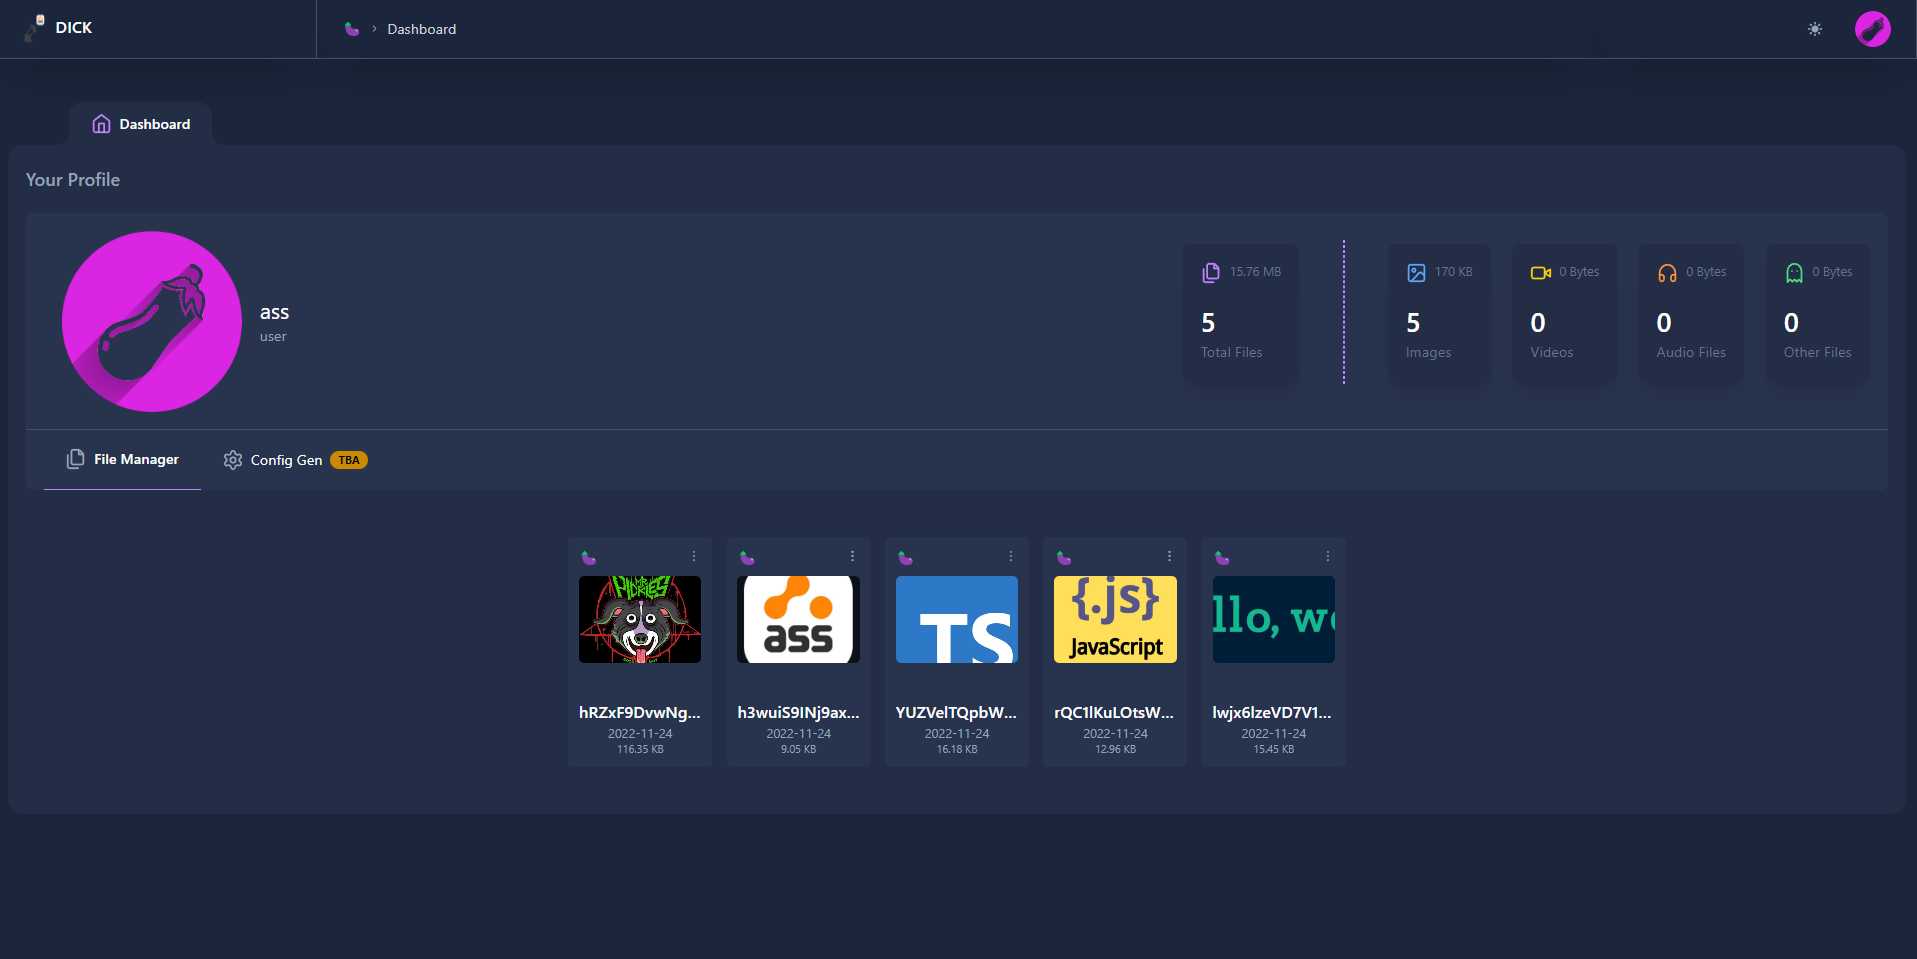 DICK
Dashboard
Dashboard
Your Profile
ass
user
15.76 MB
5
Total Files
170 KB
5
Images
0 Bytes
0
Videos
0 Bytes
0
Audio Files
0 Bytes
0
Other Files
File Manager
Config Gen TBA
MR PICKLES
ass
TS
{.js}
JavaScript
llo, we
hRZxF9DvwNg...
2022-11-24
116.35 KB
h3wuiS9INj9ax...
2022-11-24
9.05 KB
YUZVelTQpbW...
2022-11-24
16.18 KB
rQC1lKuLOtsW...
2022-11-24
12.96 KB
lwjx6lzeVD7V1...
2022-11-24
15.45 KB